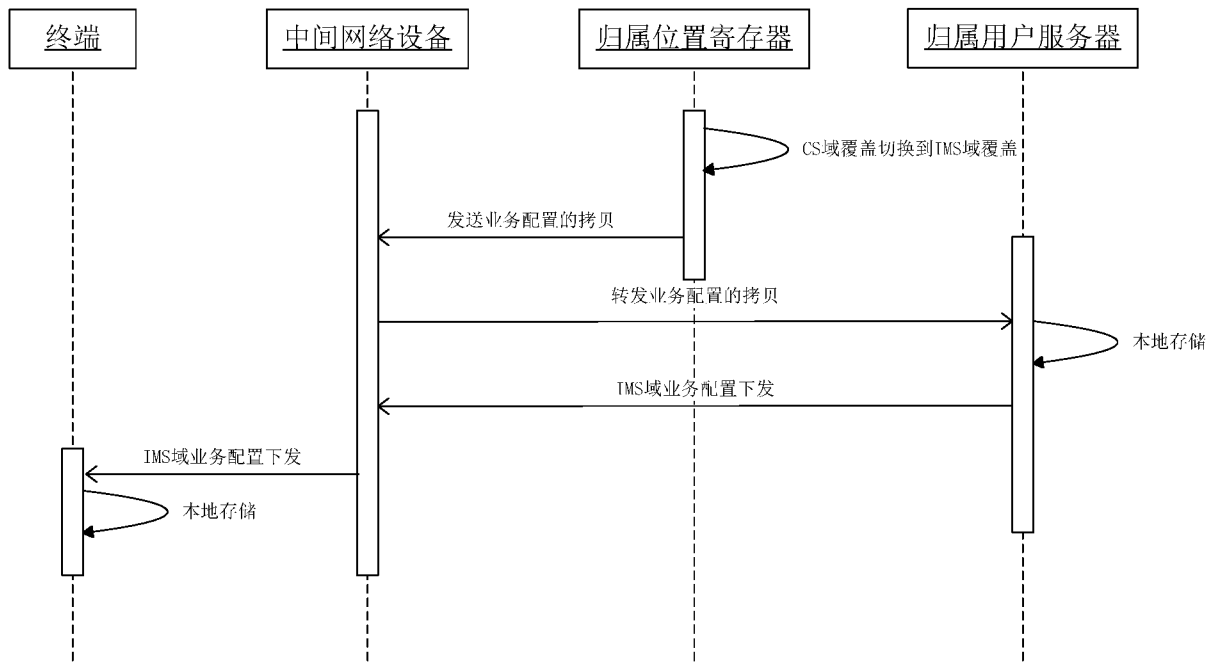 终端
中间网络设备
归属位置寄存器
归属用户服务器
CS域覆盖切换到IMS域覆盖
发送业务配置的拷贝
转发业务配置的拷贝
本地存储
IMS域业务配置下发
IMS域业务配置下发
本地存储